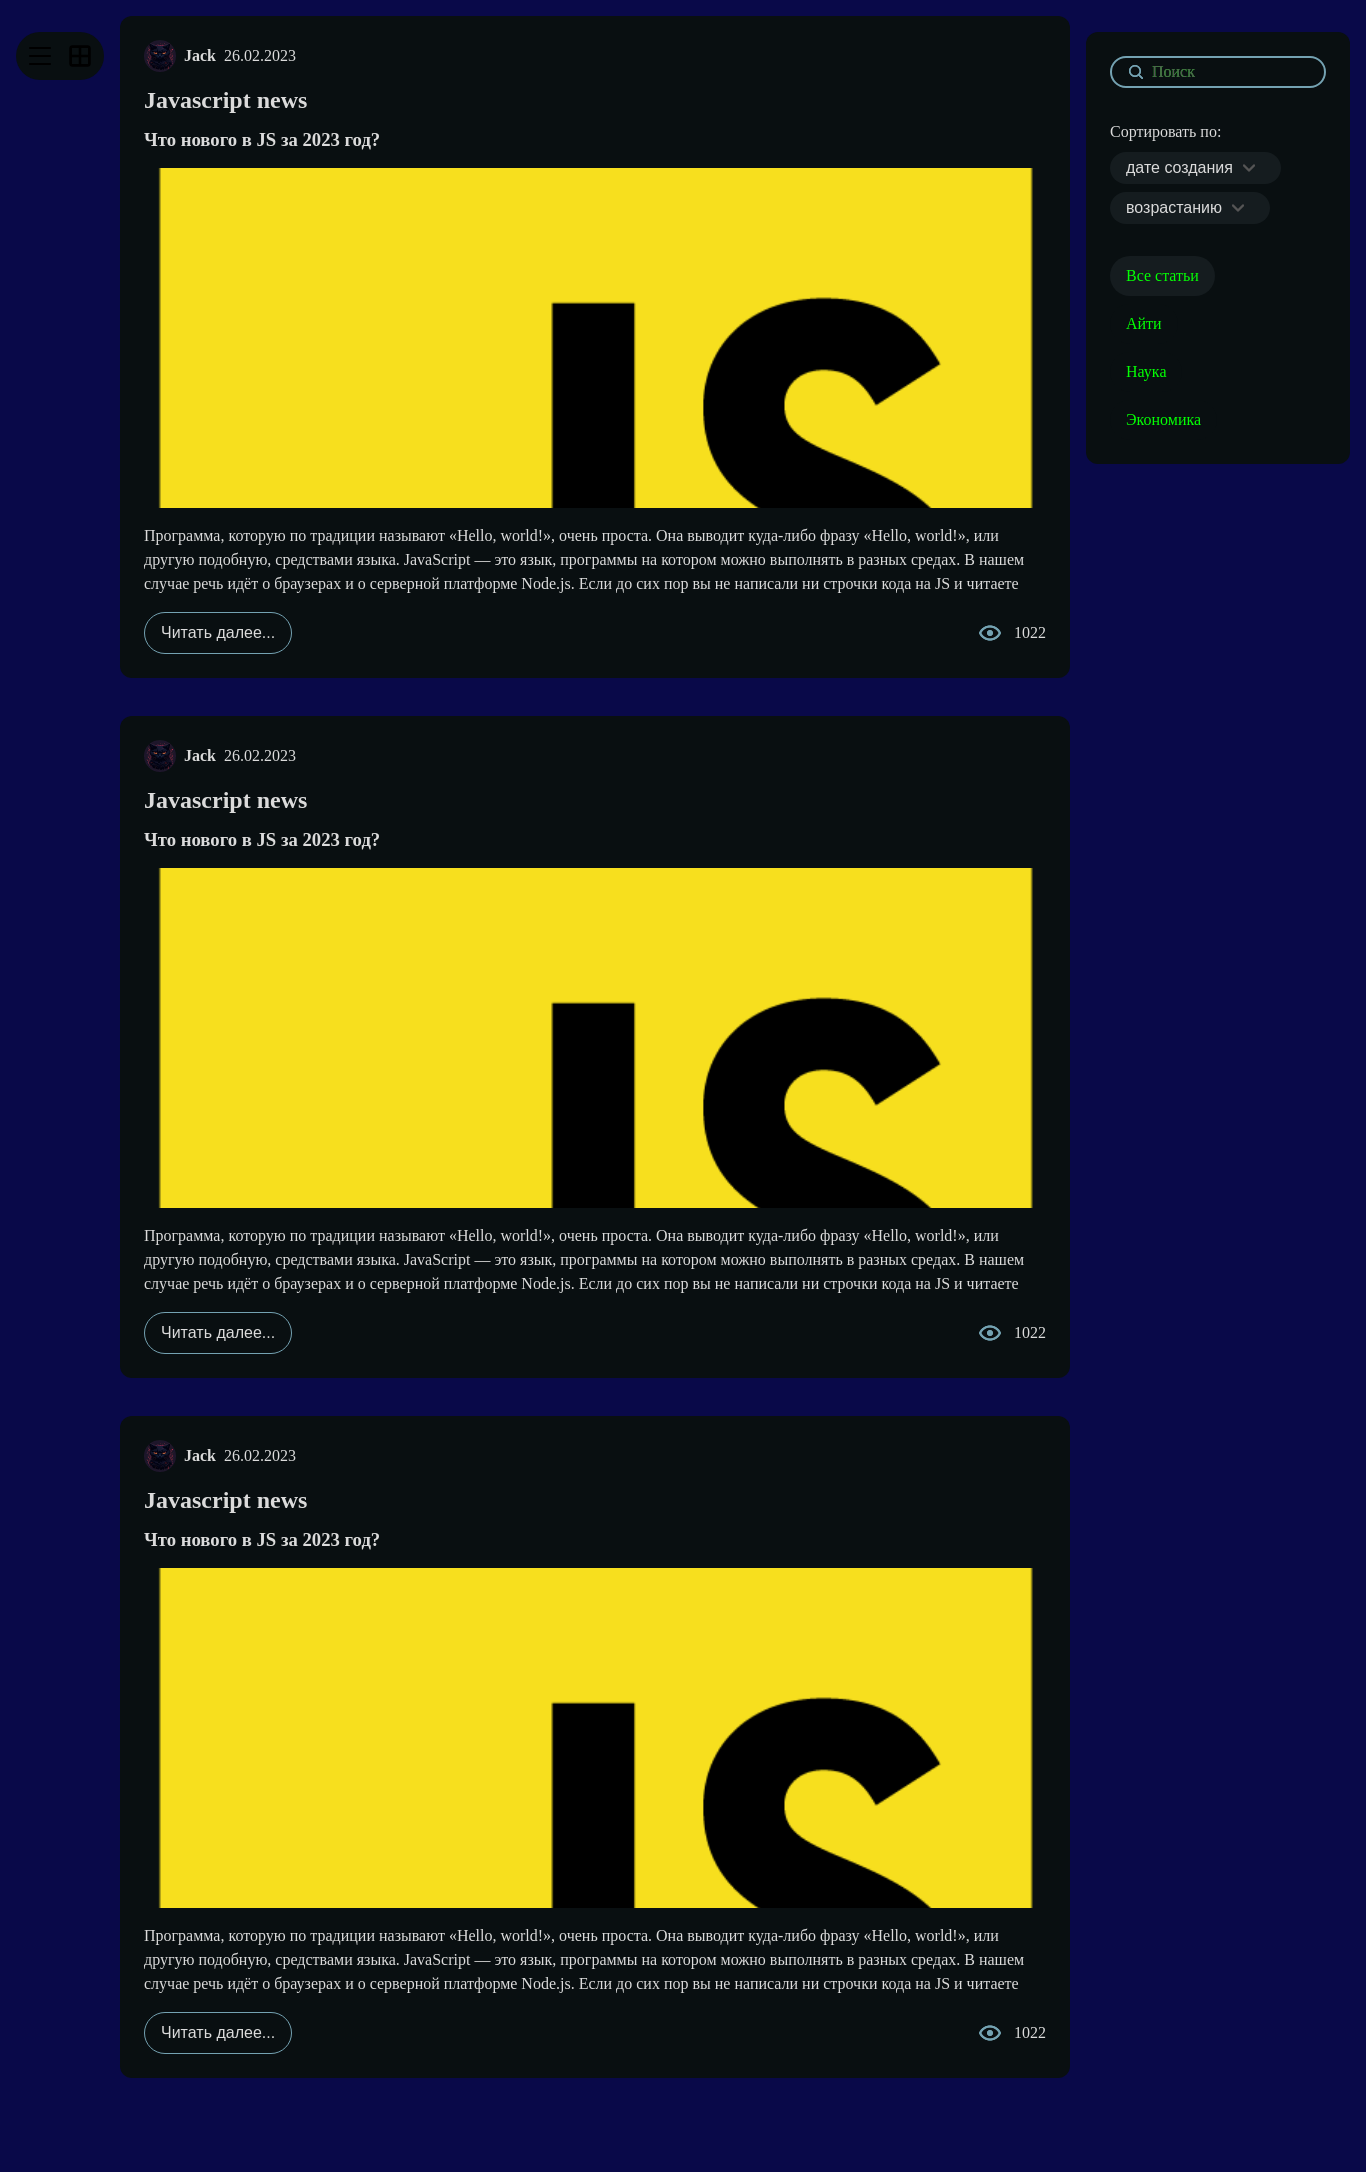 Jack 26.02.2023
Javascript news
Что нового в JS за 2023 год?
JS
Программа, которую по традиции называют «Hello, world!», очень проста. Она выводит куда-либо фразу «Hello, world!», или
другую подобную, средствами языка. JavaScript — это язык, программы на котором можно выполнять в разных средах. В нашем
случае речь идёт о браузерах и о серверной платформе Node.js. Если до сих пор вы не написали ни строчки кода на JS и читаете
Читать далее... 1022
Jack 26.02.2023
Javascript news
Что нового в JS за 2023 год?
JS
Программа, которую по традиции называют «Hello, world!», очень проста. Она выводит куда-либо фразу «Hello, world!», или
другую подобную, средствами языка. JavaScript — это язык, программы на котором можно выполнять в разных средах. В нашем
случае речь идёт о браузерах и о серверной платформе Node.js. Если до сих пор вы не написали ни строчки кода на JS и читаете
Читать далее... 1022
Jack 26.02.2023
Javascript news
Что нового в JS за 2023 год?
JS
Программа, которую по традиции называют «Hello, world!», очень проста. Она выводит куда-либо фразу «Hello, world!», или
другую подобную, средствами языка. JavaScript — это язык, программы на котором можно выполнять в разных средах. В нашем
случае речь идёт о браузерах и о серверной платформе Node.js. Если до сих пор вы не написали ни строчки кода на JS и читаете
Читать далее... 1022
Поиск
Сортировать по:
дате создания
возрастанию
Все статьи
Айти
Наука
Экономика